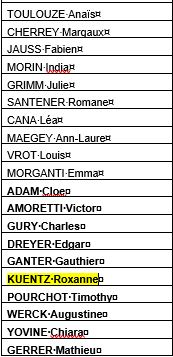 TOULOUZE·Anaïs¤
CHERREY·Margaux¤
JAUSS·Fabien¤
MORIN·India¤
GRIMM·Julie¤
SANTENER·Romane¤
CANA·Léa¤
MAEGEY·Ann-Laure¤
VROT·Louis¤
MORGANTI·Emma¤
ADAM·Cloe¤
AMORETTI·Victor¤
GURY·Charles¤
DREYER·Edgar¤
GANTER·Gauthier¤
KUENTZ·Roxanne¤
POURCHOT·Timothy¤
WERCK·Augustine¤
YOVINE·Chiara¤
GERRER·Mathieu¤